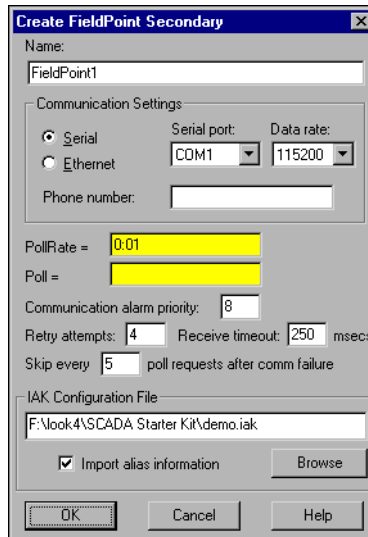 Create FieldPoint Secondary
Name:
FieldPoint1
Communication Settings
Serial
Ethernet
Serial port:
COM1
Data rate:
115200
Phone number:
PollRate = 0:01
Poll =
Communication alarm priority: 8
Retry attempts: 4 Receive timeout: 250 msecs
Skip every 5 poll requests after comm failure
IAK Configuration File
F:\look4\SCADA Starter Kit\demo.iak
Import alias information
Browse
OK Cancel Help